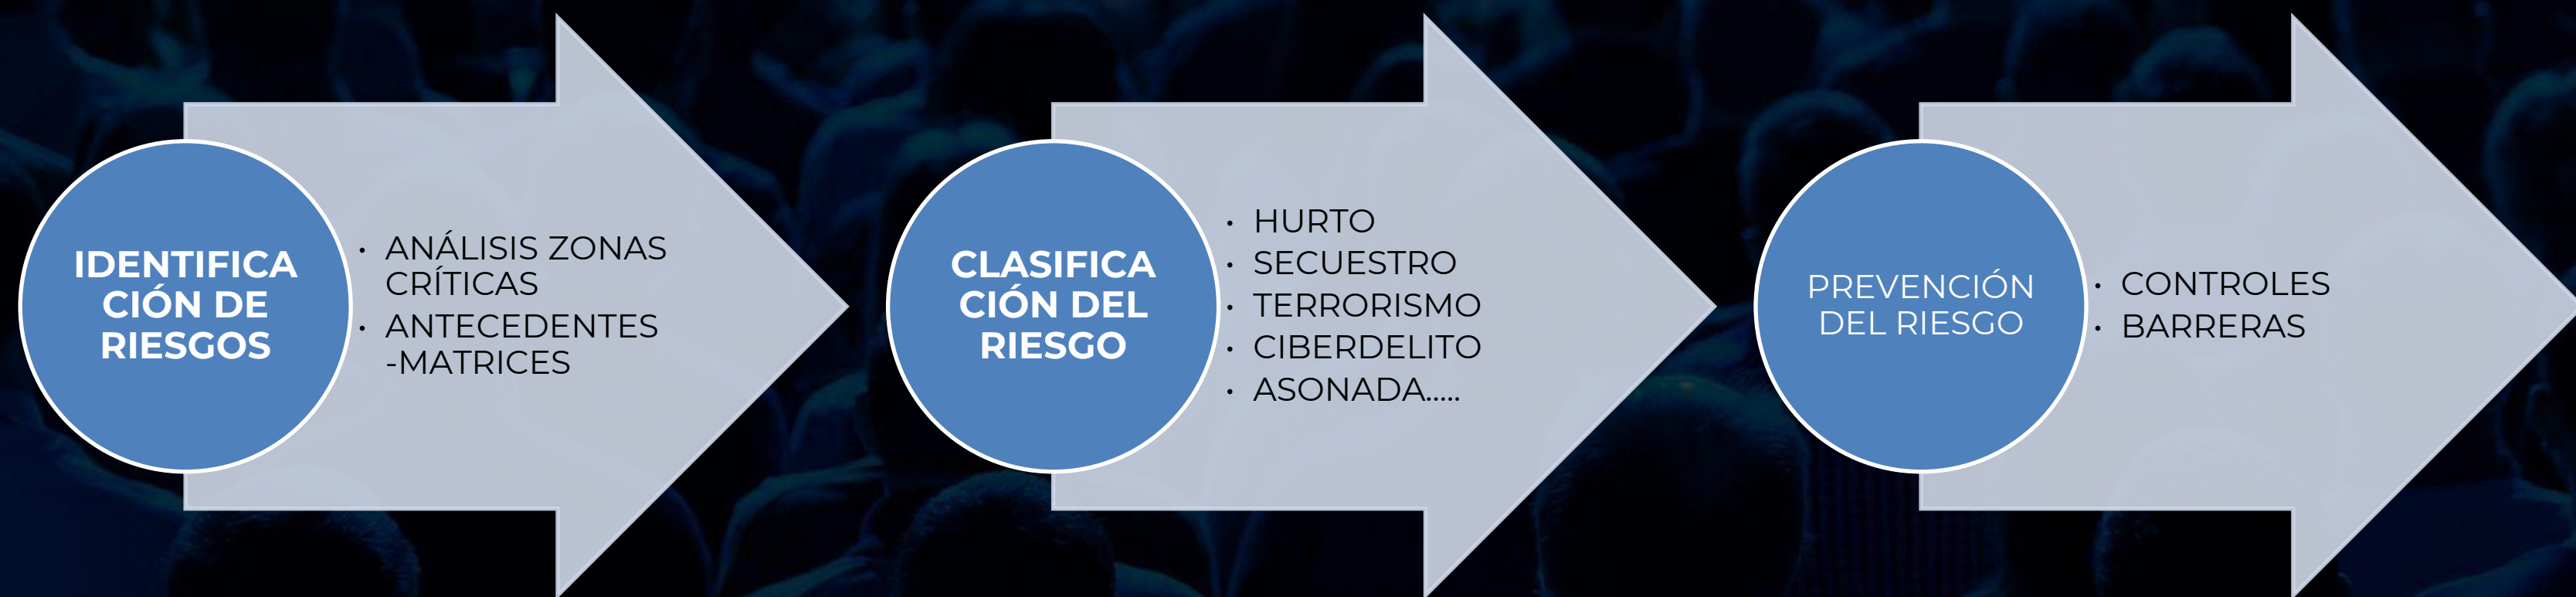 IDENTIFICA
CIÓN DE
RIESGOS
• ANÁLISIS ZONAS
CRÍTICAS
• ANTECEDENTES
-MATRICES
CLASIFICA
CIÓN DEL
RIESGO
• HURTO
• SECUESTRO
• TERRORISMO
• CIBERDELITO
• ASONADA.....
PREVENCIÓN
DEL RIESGO
• CONTROLES
• BARRERAS